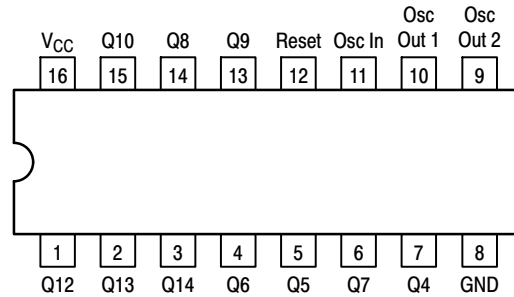 Osc Osc
VCC Q10 Q8 Q9 Reset Osc In Out 1 Out 2
16 15 14 13 12 11 10 9
1 2 3 4 5 6 7 8
Q12 Q13 Q14 Q6 Q5 Q7 Q4 GND